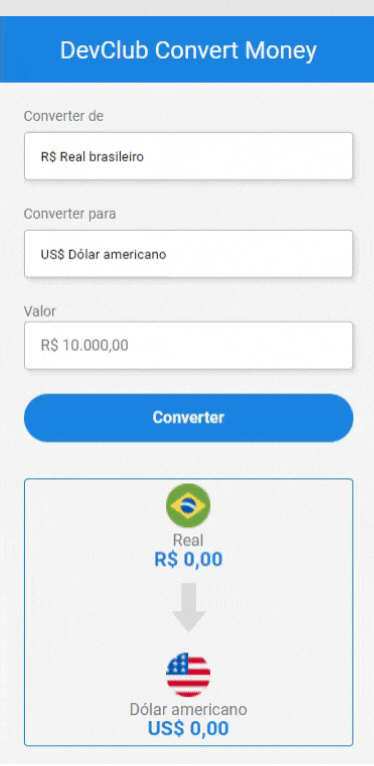 DevClub Convert Money
Converter de
R$ Real brasileiro
Converter para
US$ Dólar americano
Valor
R$ 10.000,00
Converter
Real
R$ 0,00
Dólar americano
US$ 0,00